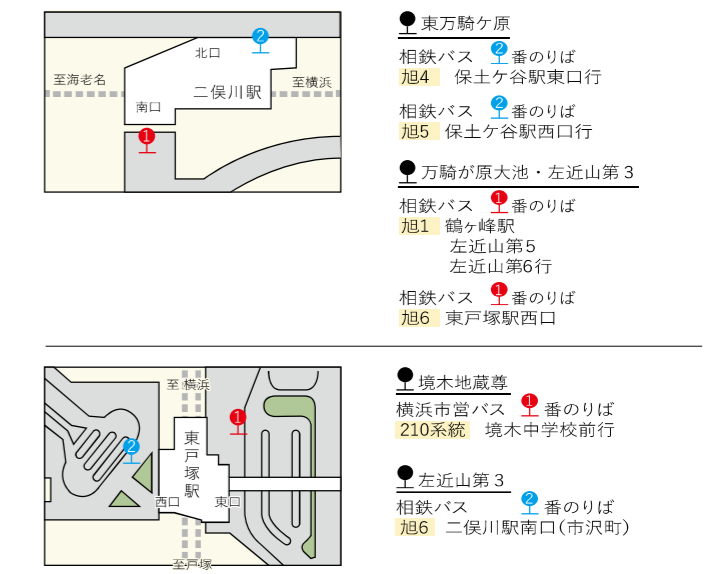 2
北口
至海老名
二俣川駅
至横浜
南口
1
東万騎ケ原
相鉄バス 2番のりば
旭4 保土ケ谷駅東口行
相鉄バス 2番のりば
旭5 保土ケ谷駅西口行
万騎が原大池・左近山第3
相鉄バス 1番のりば
旭1 鶴ヶ峰駅
左近山第5
左近山第6行
相鉄バス 1番のりば
旭6 東戸塚駅西口
至横浜
1
2
東戸塚駅
西口
東口
至戸塚
境木地蔵尊
横浜市営バス 1番のりば
210系統 境木中学校前行
左近山第3
相鉄バス 2番のりば
旭6 二俣川駅南口(市沢町)